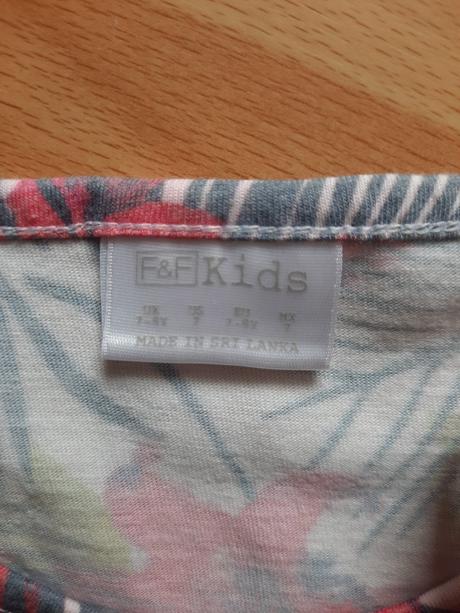 F&F Kids
UK US EU MX
7-8Y 7 7-8Y 7
MADE IN SRI LANKA